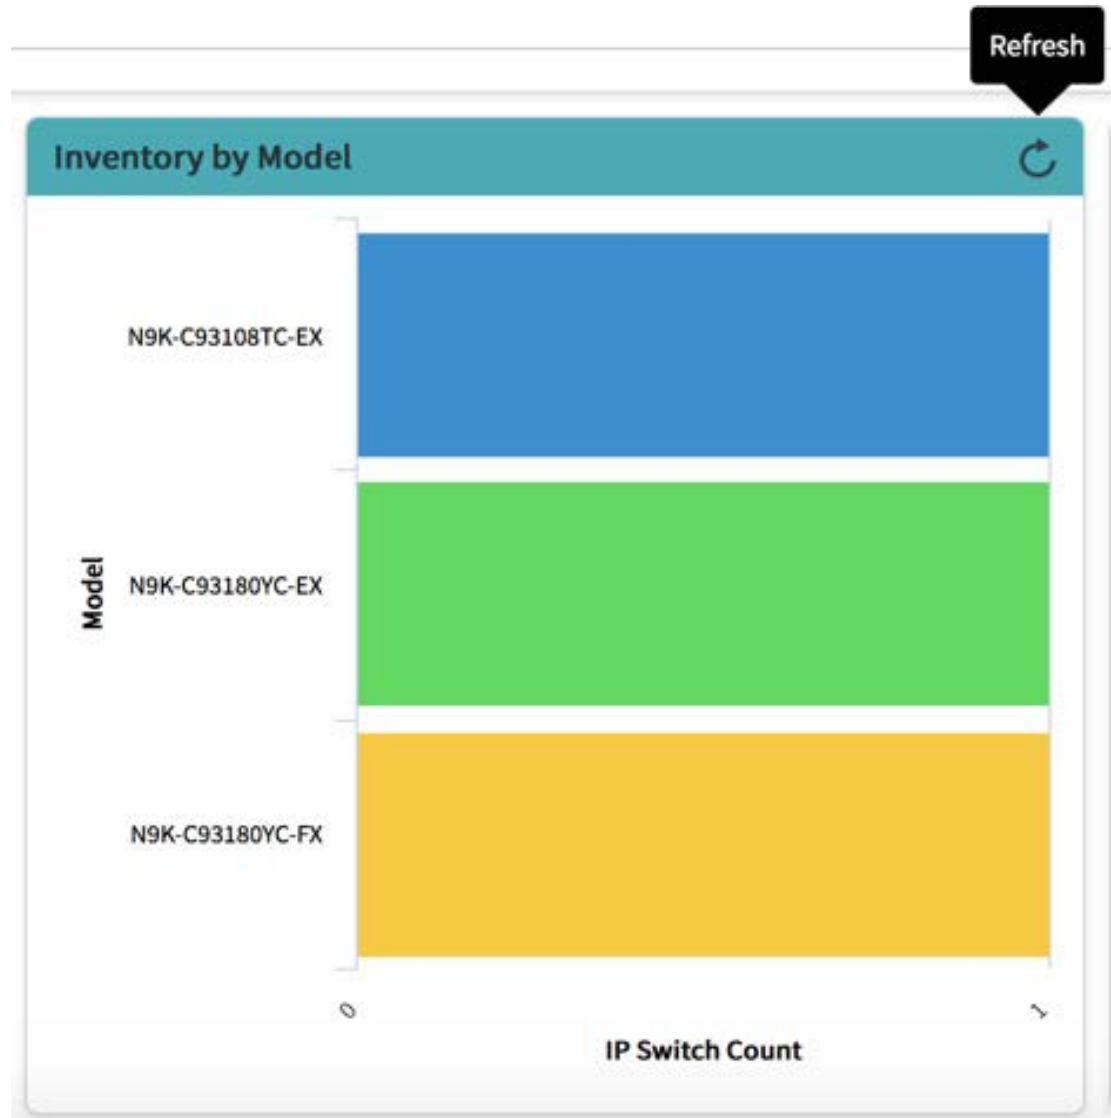 Refresh
Inventory by Model
N9K-C93108TC-EX
Model
N9K-C93180YC-EX
N9K-C93180YC-FX
0
1
IP Switch Count